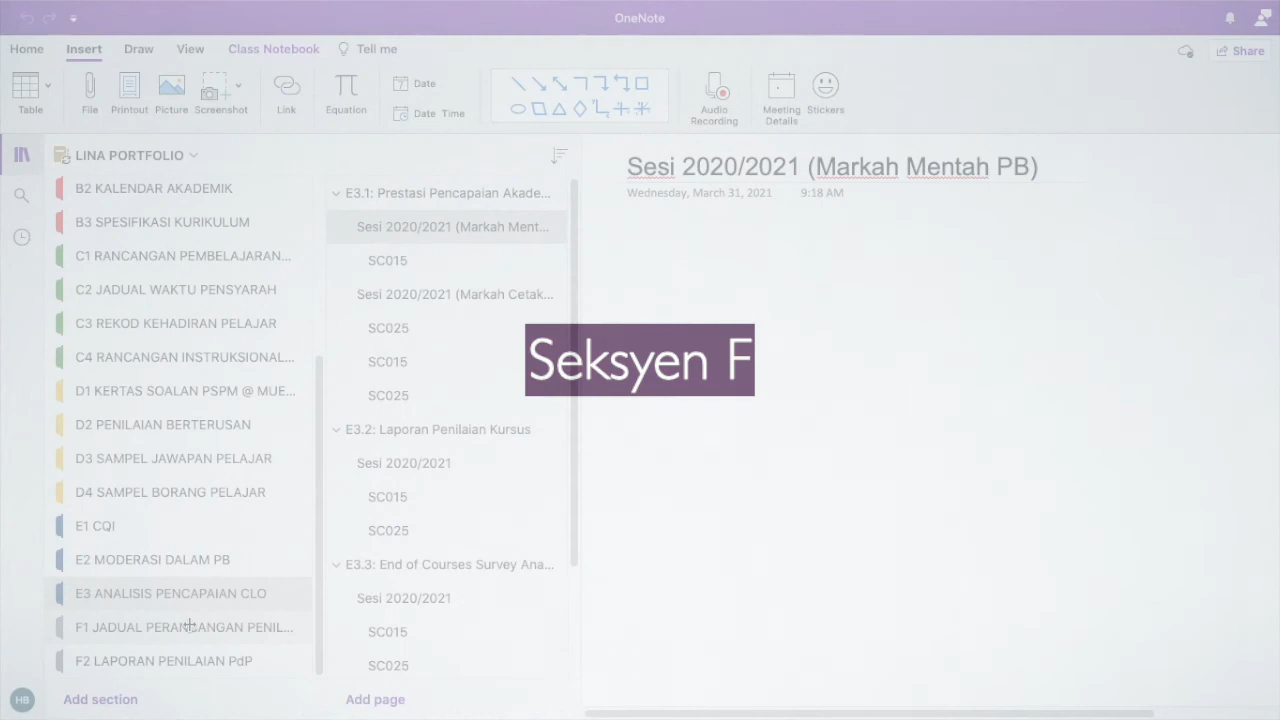 OneNote
Home Insert Draw View Class Notebook Tell me
Share
Table File Printout Picture Screenshot Link Equation
Date
Date Time
Audio Recording
Meeting Details
Stickers
LINA PORTFOLIO
B2 KALENDAR AKADEMIK
B3 SPESIFIKASI KURIKULUM
C1 RANCANGAN PEMBELAJARAN...
C2 JADUAL WAKTU PENSYARAH
C3 REKOD KEHADIRAN PELAJAR
C4 RANCANGAN INSTRUKSIONAL...
D1 KERTAS SOALAN PSPM @ MUE...
D2 PENILAIAN BERTERUSAN
D3 SAMPEL JAWAPAN PELAJAR
D4 SAMPEL BORANG PELAJAR
E1 CQI
E2 MODERASI DALAM PB
E3 ANALISIS PENCAPAIAN CLO
F1 JADUAL PERANCANGAN PENIL...
F2 LAPORAN PENILAIAN PdP
HB
Add section
E3.1: Prestasi Pencapaian Akade...
Sesi 2020/2021 (Markah Ment...
SC015
Sesi 2020/2021 (Markah Cetak...
SC025
SC015
SC025
E3.2: Laporan Penilaian Kursus
Sesi 2020/2021
SC015
SC025
E3.3: End of Courses Survey Ana...
Sesi 2020/2021
SC015
SC025
Add page
Sesi 2020/2021 (Markah Mentah PB)
Wednesday, March 31, 2021 9:18 AM
Seksyen F